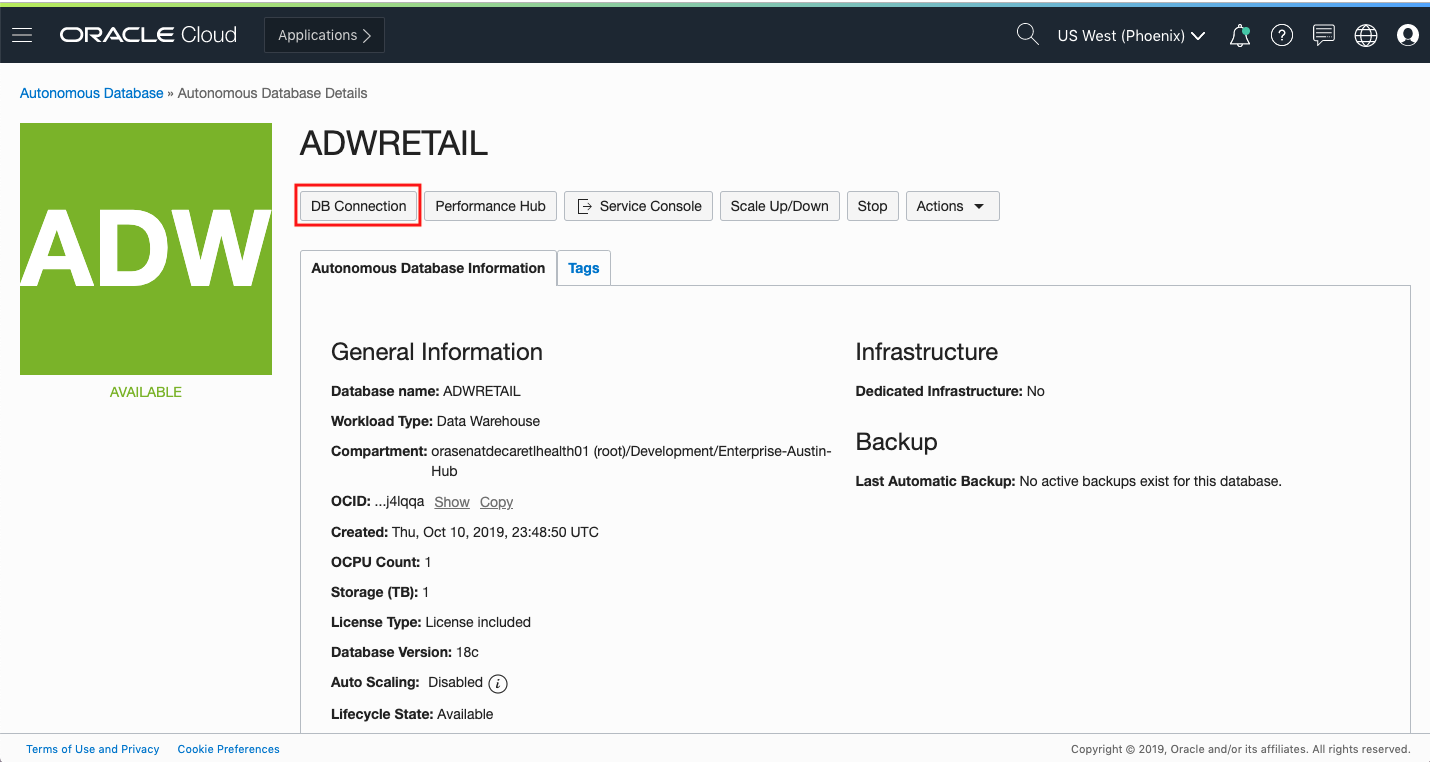 ORACLE Cloud
Applications
US West (Phoenix)
Autonomous Database » Autonomous Database Details
ADW
AVAILABLE
ADWRETAIL
DB Connection
Performance Hub
Service Console
Scale Up/Down
Stop
Actions
Autonomous Database Information
Tags
General Information
Database name: ADWRETAIL
Workload Type: Data Warehouse
Compartment: orasenatdecaretlhealth01 (root)/Development/Enterprise-Austin-
Hub
OCID: ...j4lqqa Show Copy
Created: Thu, Oct 10, 2019, 23:48:50 UTC
OCPU Count: 1
Storage (TB): 1
License Type: License included
Database Version: 18c
Auto Scaling: Disabled
Lifecycle State: Available
Infrastructure
Dedicated Infrastructure: No
Backup
Last Automatic Backup: No active backups exist for this database.
Terms of Use and Privacy
Cookie Preferences
Copyright © 2019, Oracle and/or its affiliates. All rights reserved.